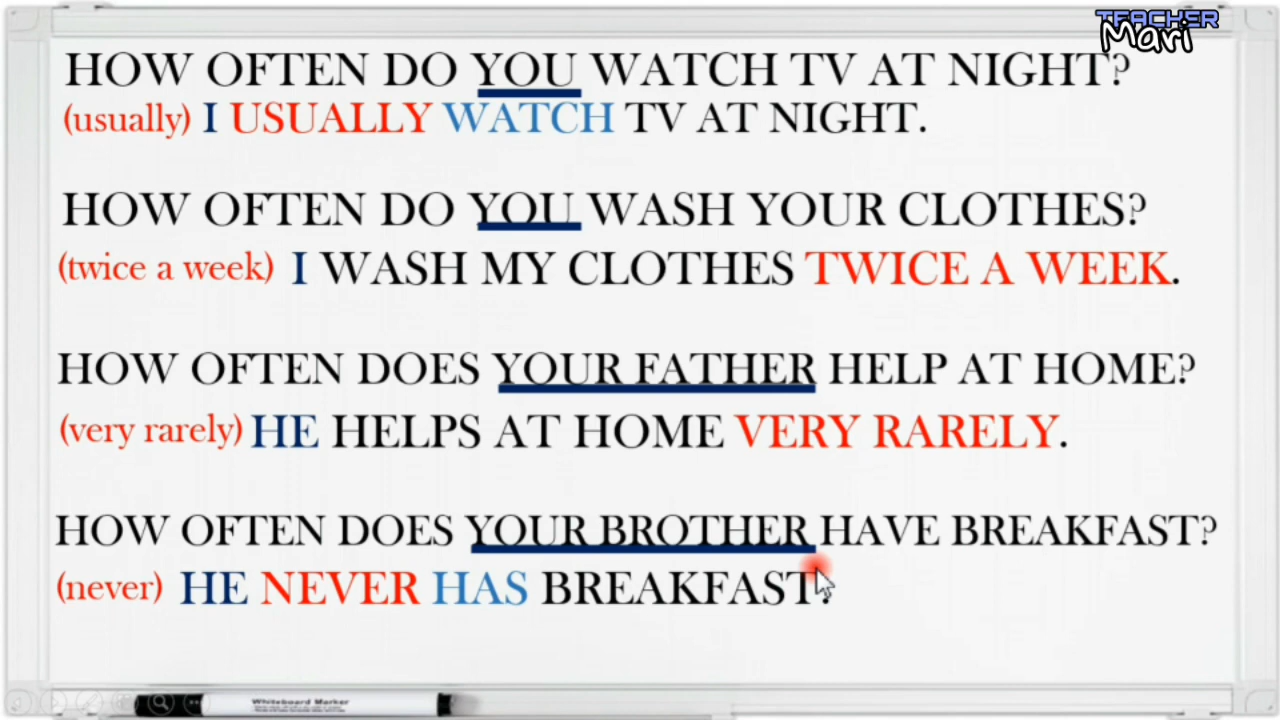 TEACHER
Mari
HOW OFTEN DO YOU WATCH TV AT NIGHT?
(usually) I USUALLY WATCH TV AT NIGHT.
HOW OFTEN DO YOU WASH YOUR CLOTHES?
(twice a week) I WASH MY CLOTHES TWICE A WEEK.
HOW OFTEN DOES YOUR FATHER HELP AT HOME?
(very rarely) HE HELPS AT HOME VERY RARELY.
HOW OFTEN DOES YOUR BROTHER HAVE BREAKFAST?
(never) HE NEVER HAS BREAKFAST.
Whiteboard Marker